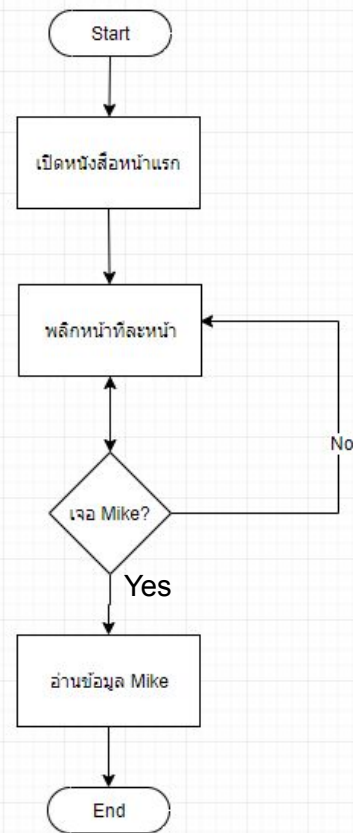 Start
เปิดหนังสือหน้าแรก
พลิกหน้าทีละหน้า
No
เจอ Mike?
Yes
อ่านข้อมูล Mike
End